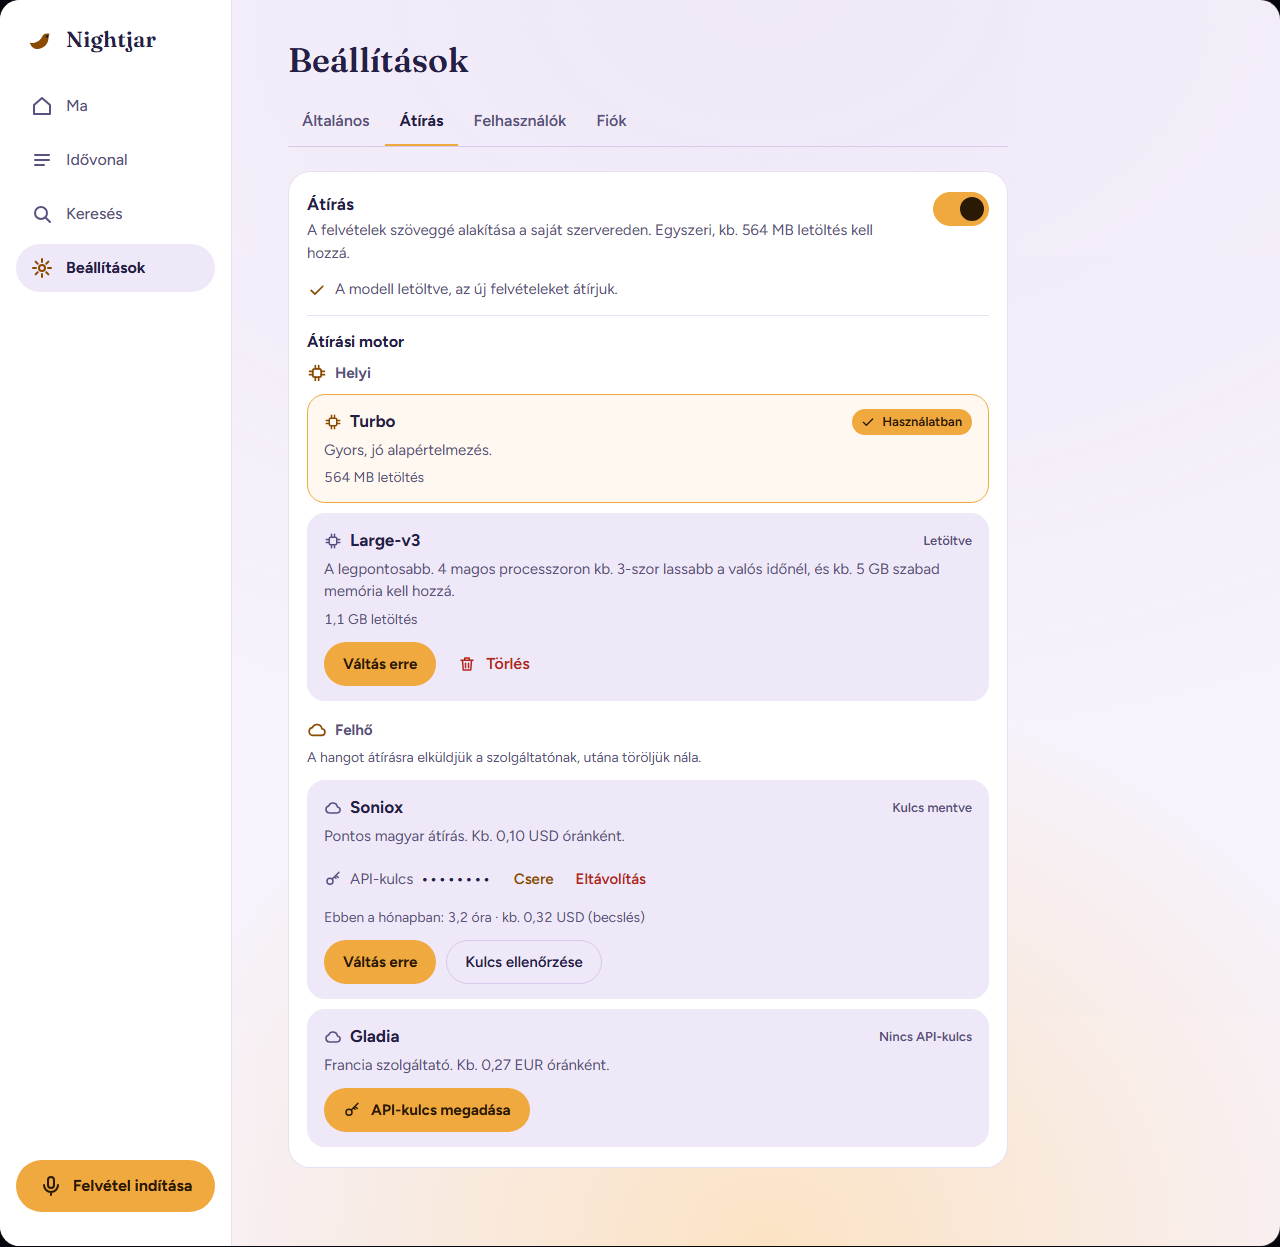 Nightjar
Ma
Idővonal
Keresés
Beállítások
Felvétel indítása
Beállítások
Általános
Átírás
Felhasználók
Fiók
Átírás
A felvételek szöveggé alakítása a saját szervereden. Egyszeri, kb. 564 MB letöltés kell
hozzá.
A modell letöltve, az új felvételeket átírjuk.
Átírási motor
Helyi
Turbo
Használatban
Gyors, jó alapértelmezés.
564 MB letöltés
Large-v3
Letöltve
A legpontosabb. 4 magos processzoron kb. 3-szor lassabb a valós időnél, és kb. 5 GB szabad
memória kell hozzá.
1,1 GB letöltés
Váltás erre
Törlés
Felhő
A hangot átírásra elküldjük a szolgáltatónak, utána töröljük nála.
Soniox
Kulcs mentve
Pontos magyar átírás. Kb. 0,10 USD óránként.
API-kulcs ••••••••
Csere
Eltávolítás
Ebben a hónapban: 3,2 óra · kb. 0,32 USD (becslés)
Váltás erre
Kulcs ellenőrzése
Gladia
Nincs API-kulcs
Francia szolgáltató. Kb. 0,27 EUR óránként.
API-kulcs megadása